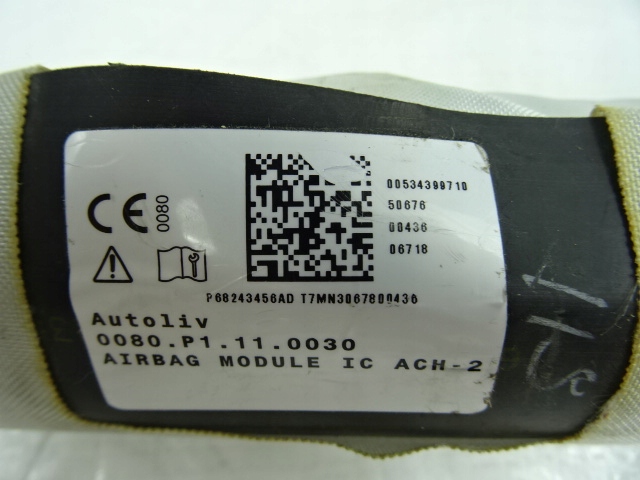 CE 0080
00534399710
50676
00436
06718
P68243456AD T7MN3067800436
Autoliv
0080.P1.11.0030
AIRBAG MODULE IC ACH-2